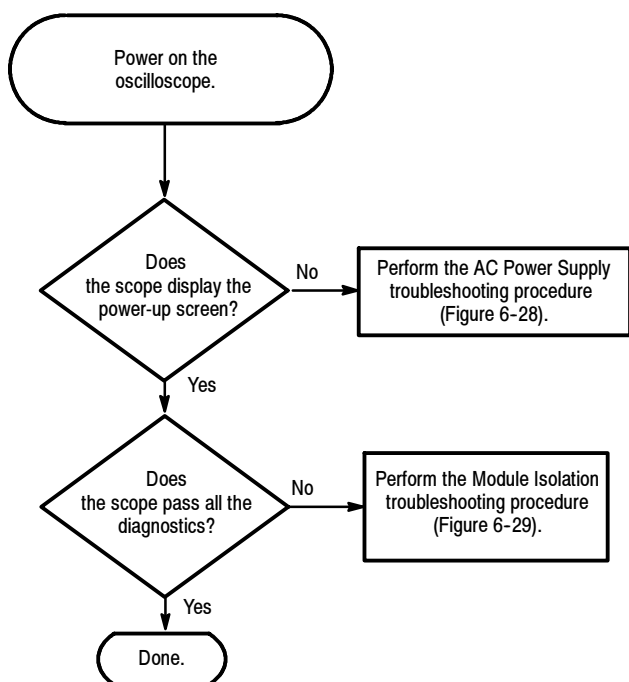 Power on the
oscilloscope.
Does
the scope display the
power-up screen?
No
Perform the AC Power Supply
troubleshooting procedure
(Figure 6-28).
Yes
Does
the scope pass all the
diagnostics?
No
Perform the Module Isolation
troubleshooting procedure
(Figure 6-29).
Yes
Done.